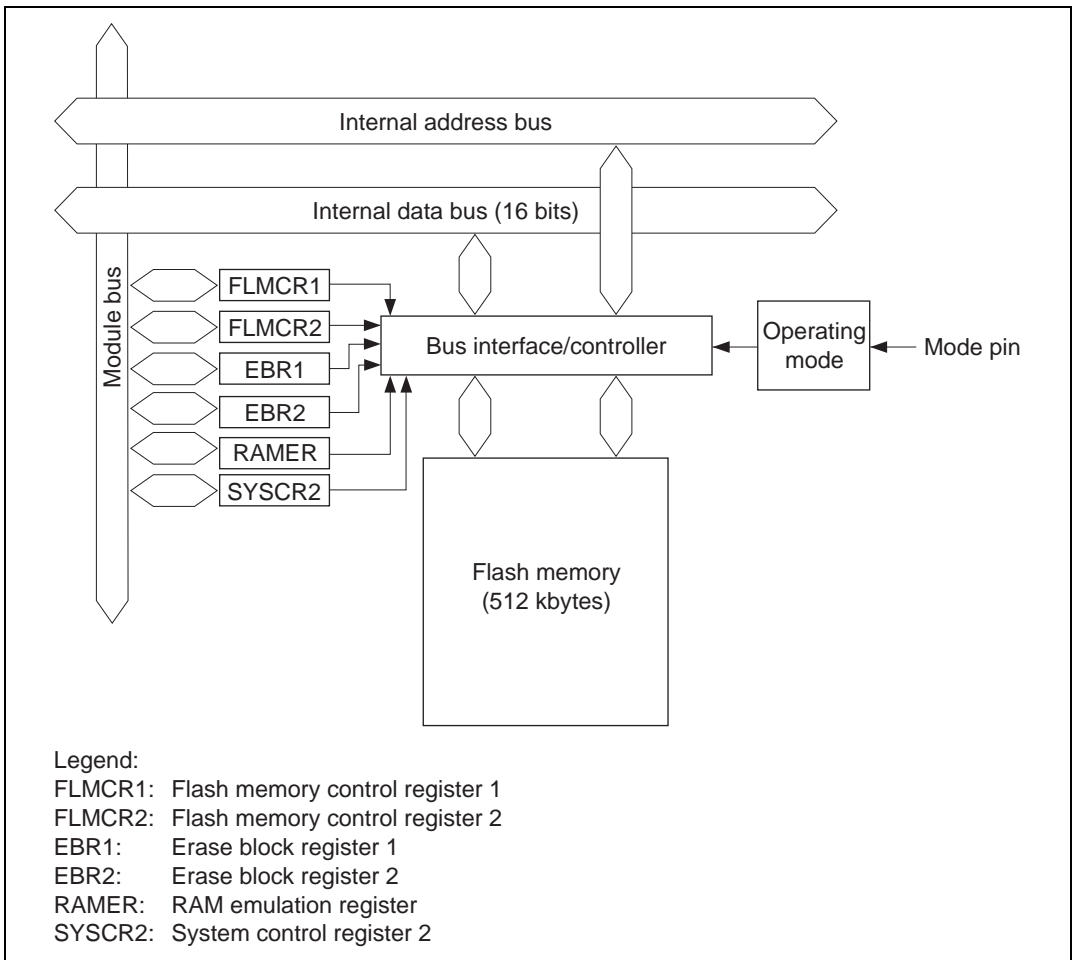 Internal address bus
Internal data bus (16 bits)
Module bus
FLMCR1
FLMCR2
EBR1
EBR2
RAMER
SYSCR2
Bus interface/controller
Operating
mode
Mode pin
Flash memory
(512 kbytes)
Legend:
FLMCR1: Flash memory control register 1
FLMCR2: Flash memory control register 2
EBR1: Erase block register 1
EBR2: Erase block register 2
RAMER: RAM emulation register
SYSCR2: System control register 2